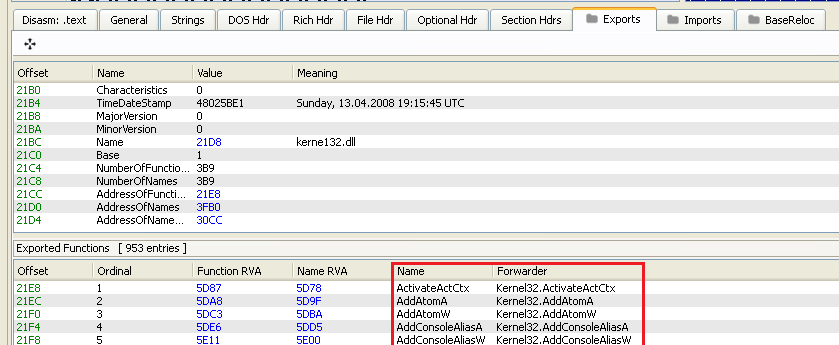 Disasm: .text General Strings DOS Hdr Rich Hdr File Hdr Optional Hdr Section Hdrs Exports Imports BaseReloc
Offset Name Value Meaning
21B0 Characteristics 0
21B4 TimeDateStamp 48025BE1 Sunday, 13.04.2008 19:15:45 UTC
21B8 MajorVersion 0
21BA MinorVersion 0
21BC Name 21D8 kerne132.dll
21C0 Base 1
21C4 NumberOfFunctio... 3B9
21C8 NumberOfNames 3B9
21CC AddressOfFuncti... 21E8
21D0 AddressOfNames 3FB0
21D4 AddressOfName... 30CC
Exported Functions [ 953 entries ]
Offset Ordinal Function RVA Name RVA Name Forwarder
21E8 1 5D87 5D78 ActivateActCtx Kernel32.ActivateActCtx
21EC 2 5DA8 5D9F AddAtomA Kernel32.AddAtomA
21F0 3 5DC3 5DBA AddAtomW Kernel32.AddAtomW
21F4 4 5DE6 5DD5 AddConsoleAliasA Kernel32.AddConsoleAliasA
21F8 5 5E11 5E00 AddConsoleAliasW Kernel32.AddConsoleAliasW